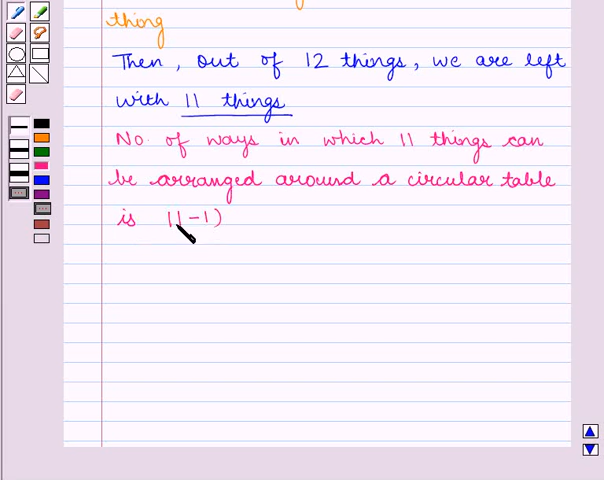 thing
Then, out of 12 things, we are left
with 11 things
No. of ways in which 11 things can
be arranged around a circular table
is 11-1)